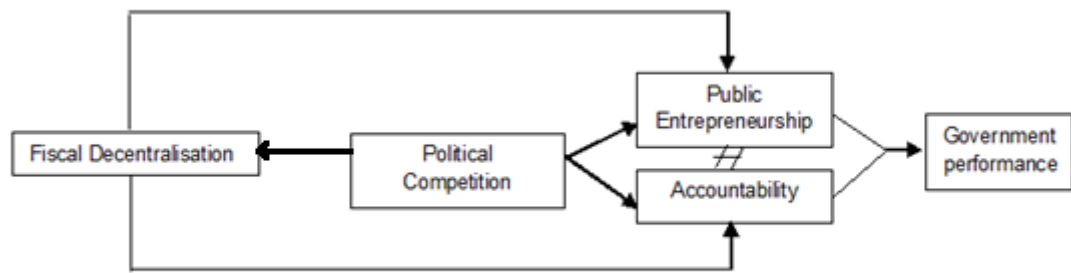 Fiscal Decentralisation
Political
Competition
Public
Entrepreneurship
Accountability
Government
performance